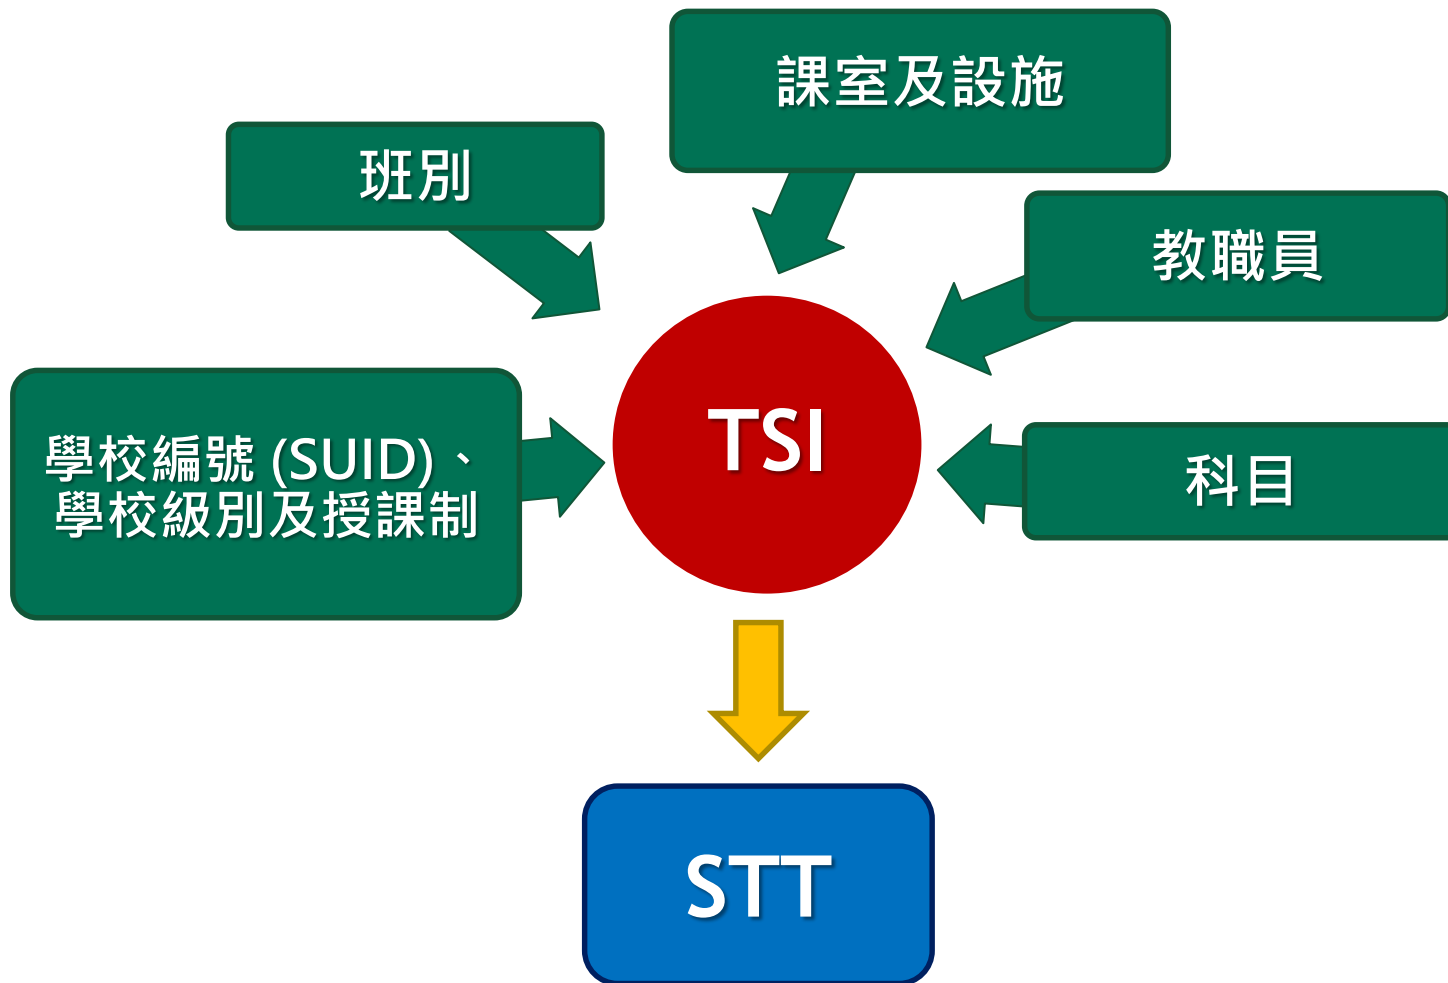 課室及設施
班別
教職員
學校編號 (SUID)、
學校級別及授課制
TSI
科目
STT